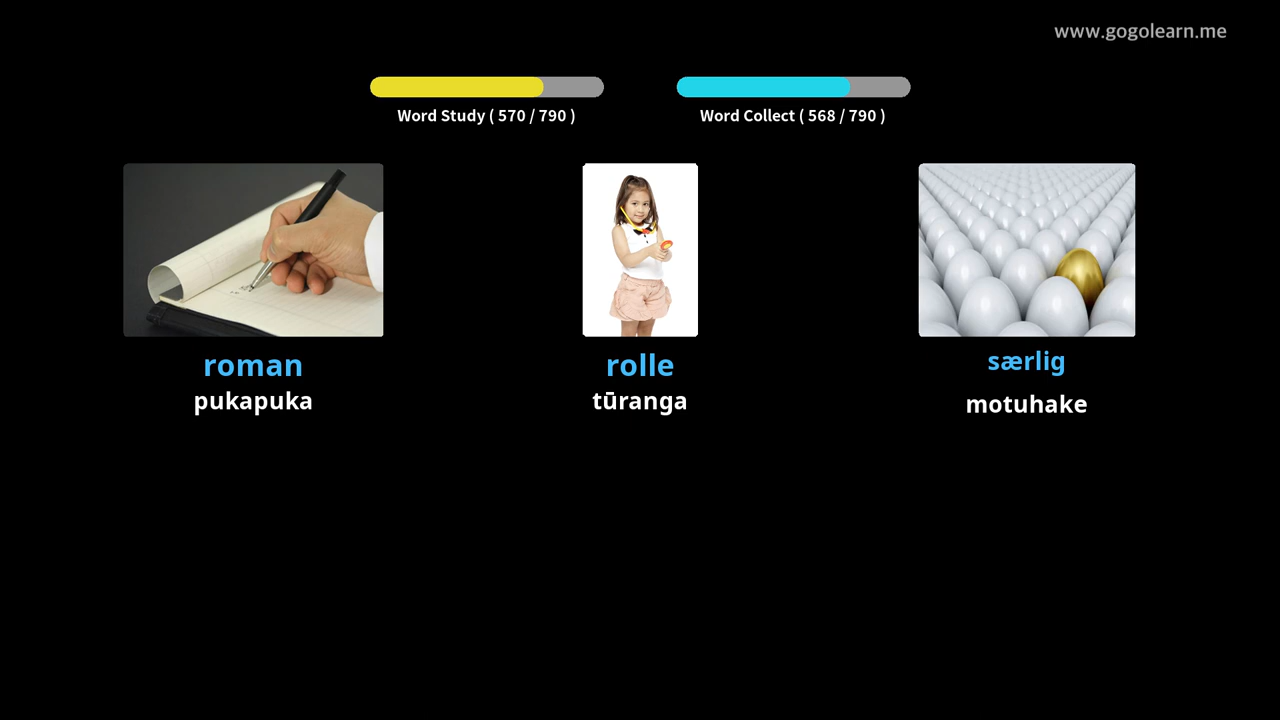 www.gogolearn.me
Word Study ( 570 / 790 )
Word Collect ( 568 / 790 )
roman
pukapuka
rolle
tūranga
særlig
motuhake